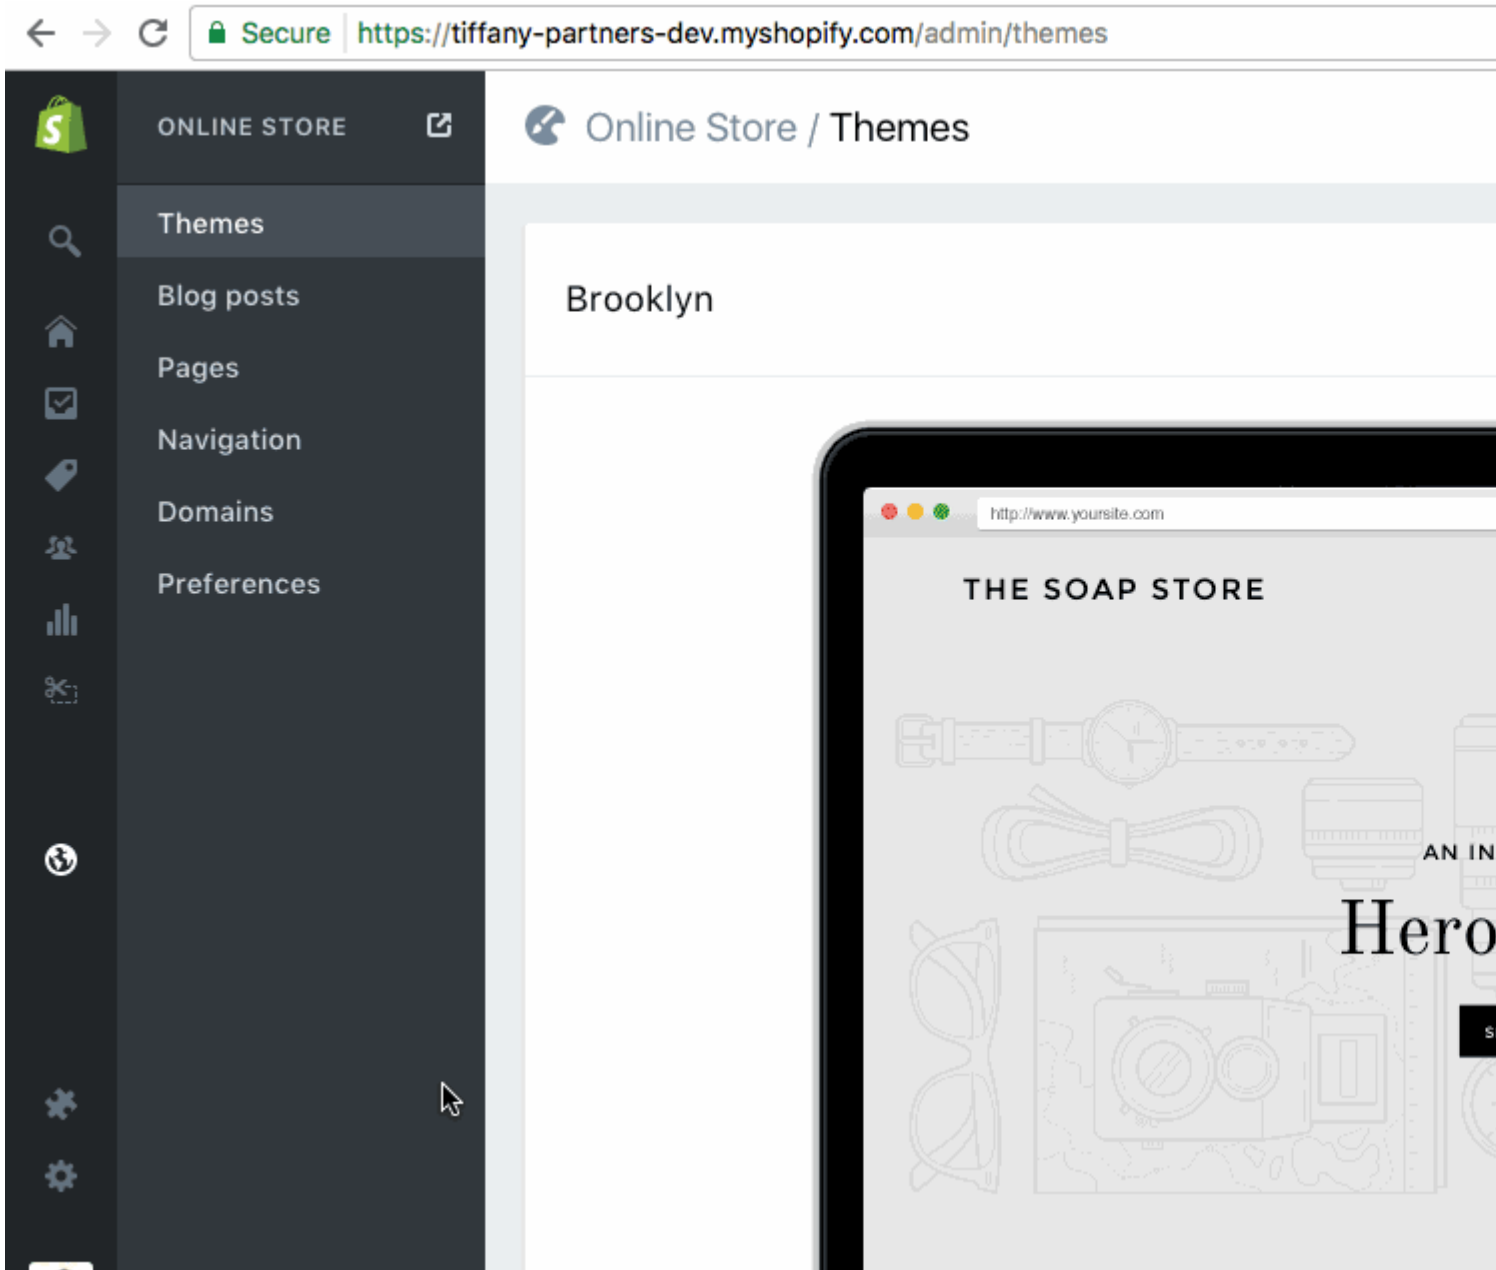 Secure https://tiffany-partners-dev.myshopify.com/admin/themes
S
ONLINE STORE
Online Store / Themes
Themes
Blog posts
Pages
Navigation
Domains
Preferences
Brooklyn
http://www.yoursite.com
THE SOAP STORE
AN IN
Hero
S